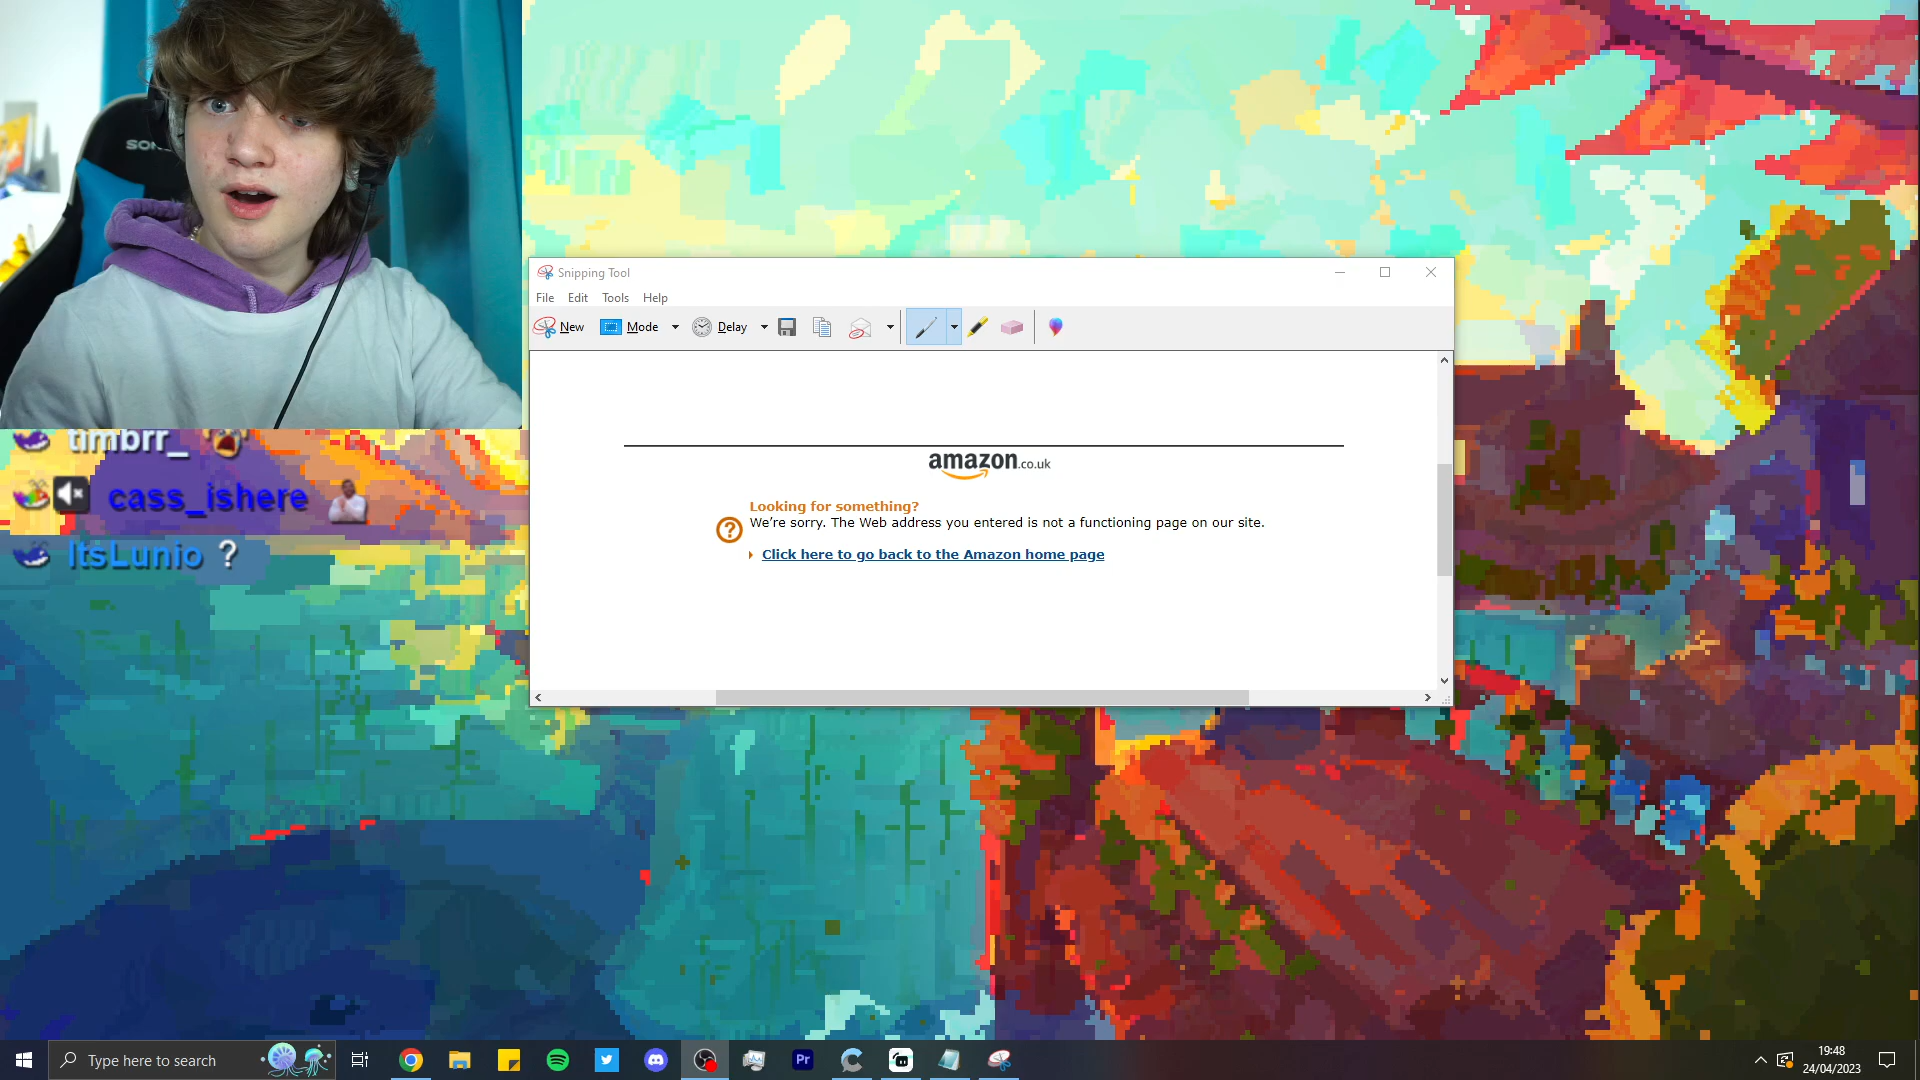 SON
Snipping Tool
File Edit Tools Help
New Mode Delay
amazon.co.uk
Looking for something?
We're sorry. The Web address you entered is not a functioning page on our site.
Click here to go back to the Amazon home page
timbrr_
cass_ishere
ItsLunio ?
Type here to search
Pr
19:48
24/04/2023